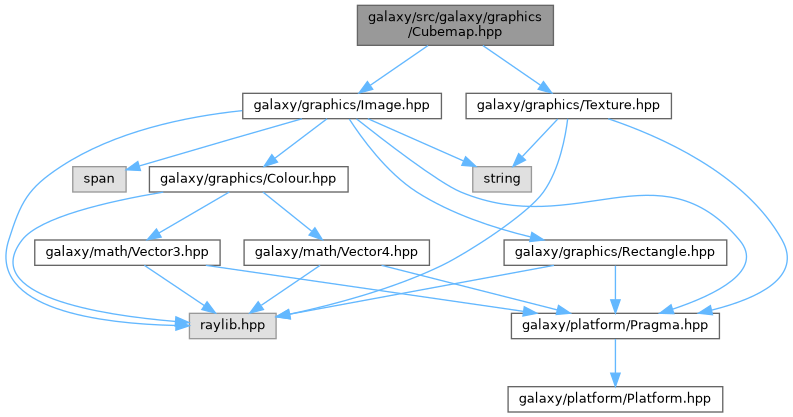 galaxy/src/galaxy/graphics
/Cubemap.hpp
galaxy/graphics/Image.hpp
galaxy/graphics/Texture.hpp
span
galaxy/graphics/Colour.hpp
string
galaxy/math/Vector3.hpp
galaxy/math/Vector4.hpp
galaxy/graphics/Rectangle.hpp
raylib.hpp
galaxy/platform/Pragma.hpp
galaxy/platform/Platform.hpp